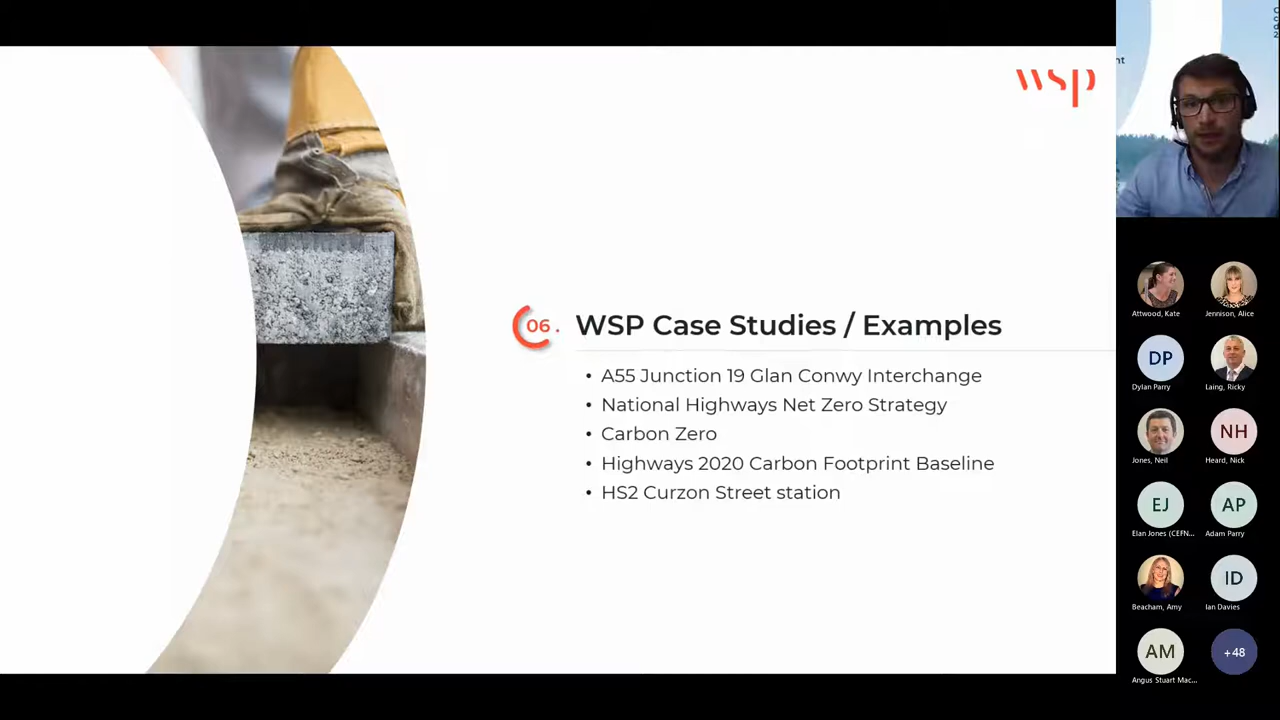 wsp
06.
WSP Case Studies / Examples
• A55 Junction 19 Glan Conwy Interchange
• National Highways Net Zero Strategy
• Carbon Zero
• Highways 2020 Carbon Footprint Baseline
• HS2 Curzon Street station
Attwood, Kate
Jennison, Alice
DP
Dylan Parry
Laing, Ricky
Jones, Neil
NH
Heard, Nick
EJ
Elan Jones (CEFN...
AP
Adam Parry
Beacham, Amy
ID
Ian Davies
AM
Angus Stuart Mac...
+48